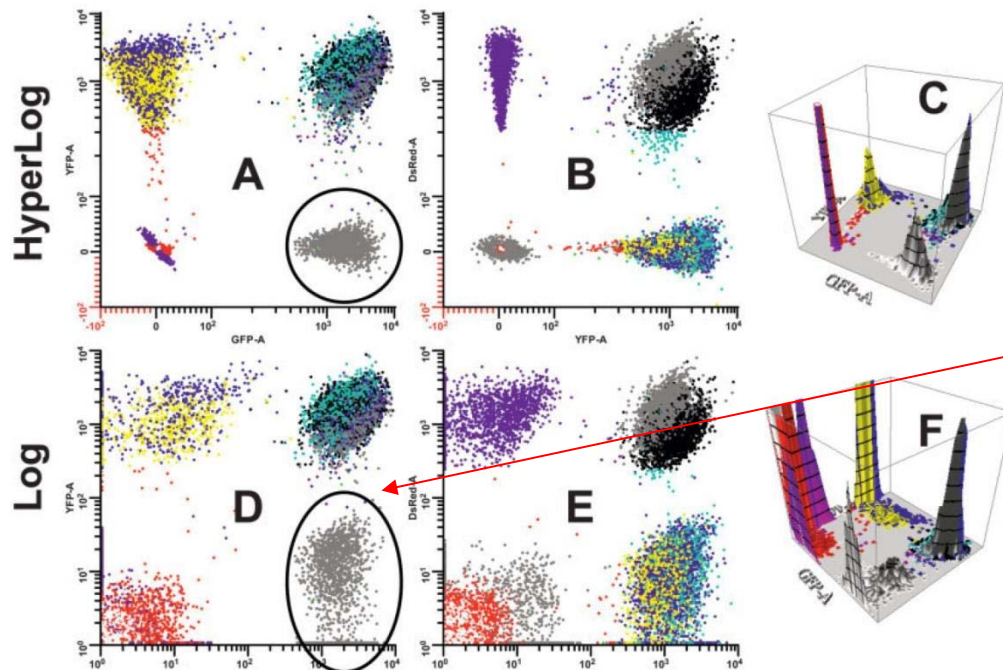 HyperLog
A
YFP-A
10⁴
10³
10²
0
-10²
-10²
0
10²
10³
10⁴
GFP-A
B
DsRed-A
10⁴
10³
10²
0
-10²
-10²
0
10²
10³
10⁴
YFP-A
C
GFP-A
Log
D
YFP-A
10⁴
10³
10²
10¹
10⁰
10⁰
10¹
10²
10³
10⁴
E
DsRed-A
10⁴
10³
10²
10¹
10⁰
10⁰
10¹
10²
10³
10⁴
F
GFP-A